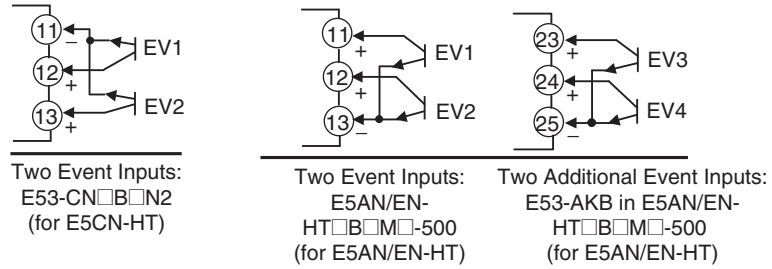 11
−
EV1
12
+
EV2
13
+
Two Event Inputs:
E53-CN□B□N2
(for E5CN-HT)
11
+
EV1
12
+
EV2
13
−
Two Event Inputs:
E5AN/EN-
HT□B□M□-500
(for E5AN/EN-HT)
23
+
EV3
24
+
EV4
25
−
Two Additional Event Inputs:
E53-AKB in E5AN/EN-
HT□B□M□-500
(for E5AN/EN-HT)